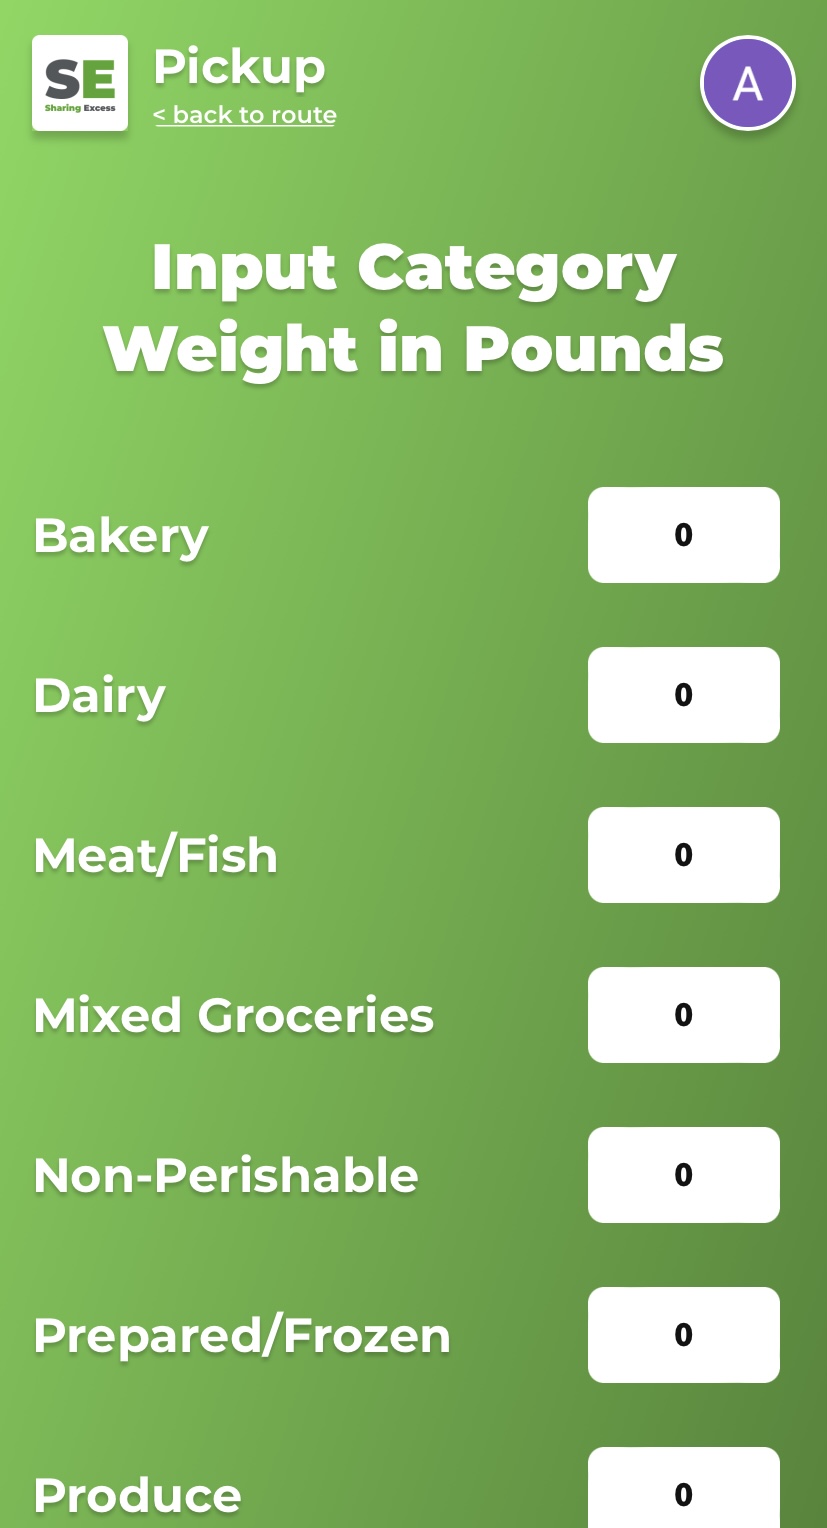 SE
Sharing Excess
Pickup
< back to route
A
Input Category
Weight in Pounds
Bakery 0
Dairy 0
Meat/Fish 0
Mixed Groceries 0
Non-Perishable 0
Prepared/Frozen 0
Produce 0